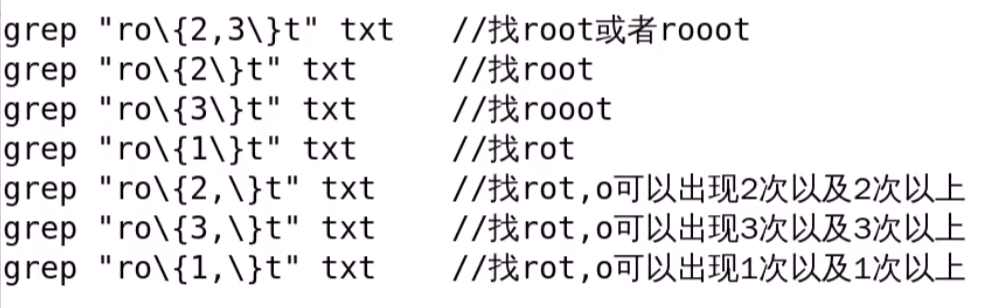 grep "ro\{2,3\}t" txt   //找root或者rooot
grep "ro\{2\}t" txt     //找root
grep "ro\{3\}t" txt     //找rooot
grep "ro\{1\}t" txt     //找rot
grep "ro\{2,\}t" txt    //找rot,o可以出现2次以及2次以上
grep "ro\{3,\}t" txt    //找rot,o可以出现3次以及3次以上
grep "ro\{1,\}t" txt    //找rot,o可以出现1次以及1次以上